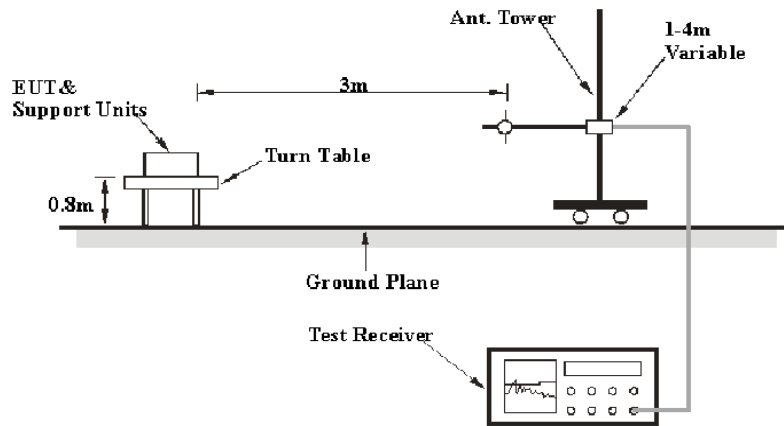 Ant. Tower
1-4m
Variable
EUT&
Support Units
3m
Turn Table
0.8m
Ground Plane
Test Receiver